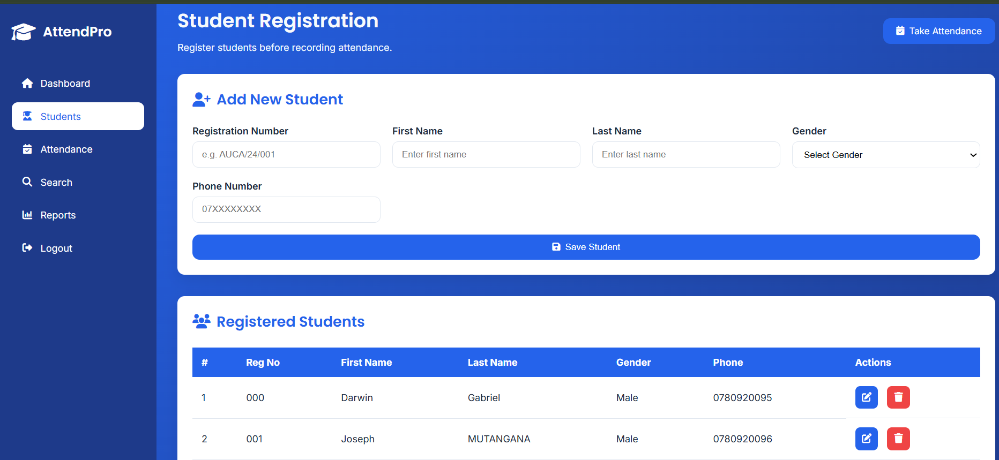 AttendPro
Dashboard
Students
Attendance
Search
Reports
Logout
Student Registration
Register students before recording attendance.
Take Attendance
Add New Student
Registration Number First Name Last Name Gender
e.g. AUCA/24/001 Enter first name Enter last name Select Gender
Phone Number
07XXXXXXXX
Save Student
Registered Students
# Reg No First Name Last Name Gender Phone Actions
1 000 Darwin Gabriel Male 0780920095
2 001 Joseph MUTANGANA Male 0780920096